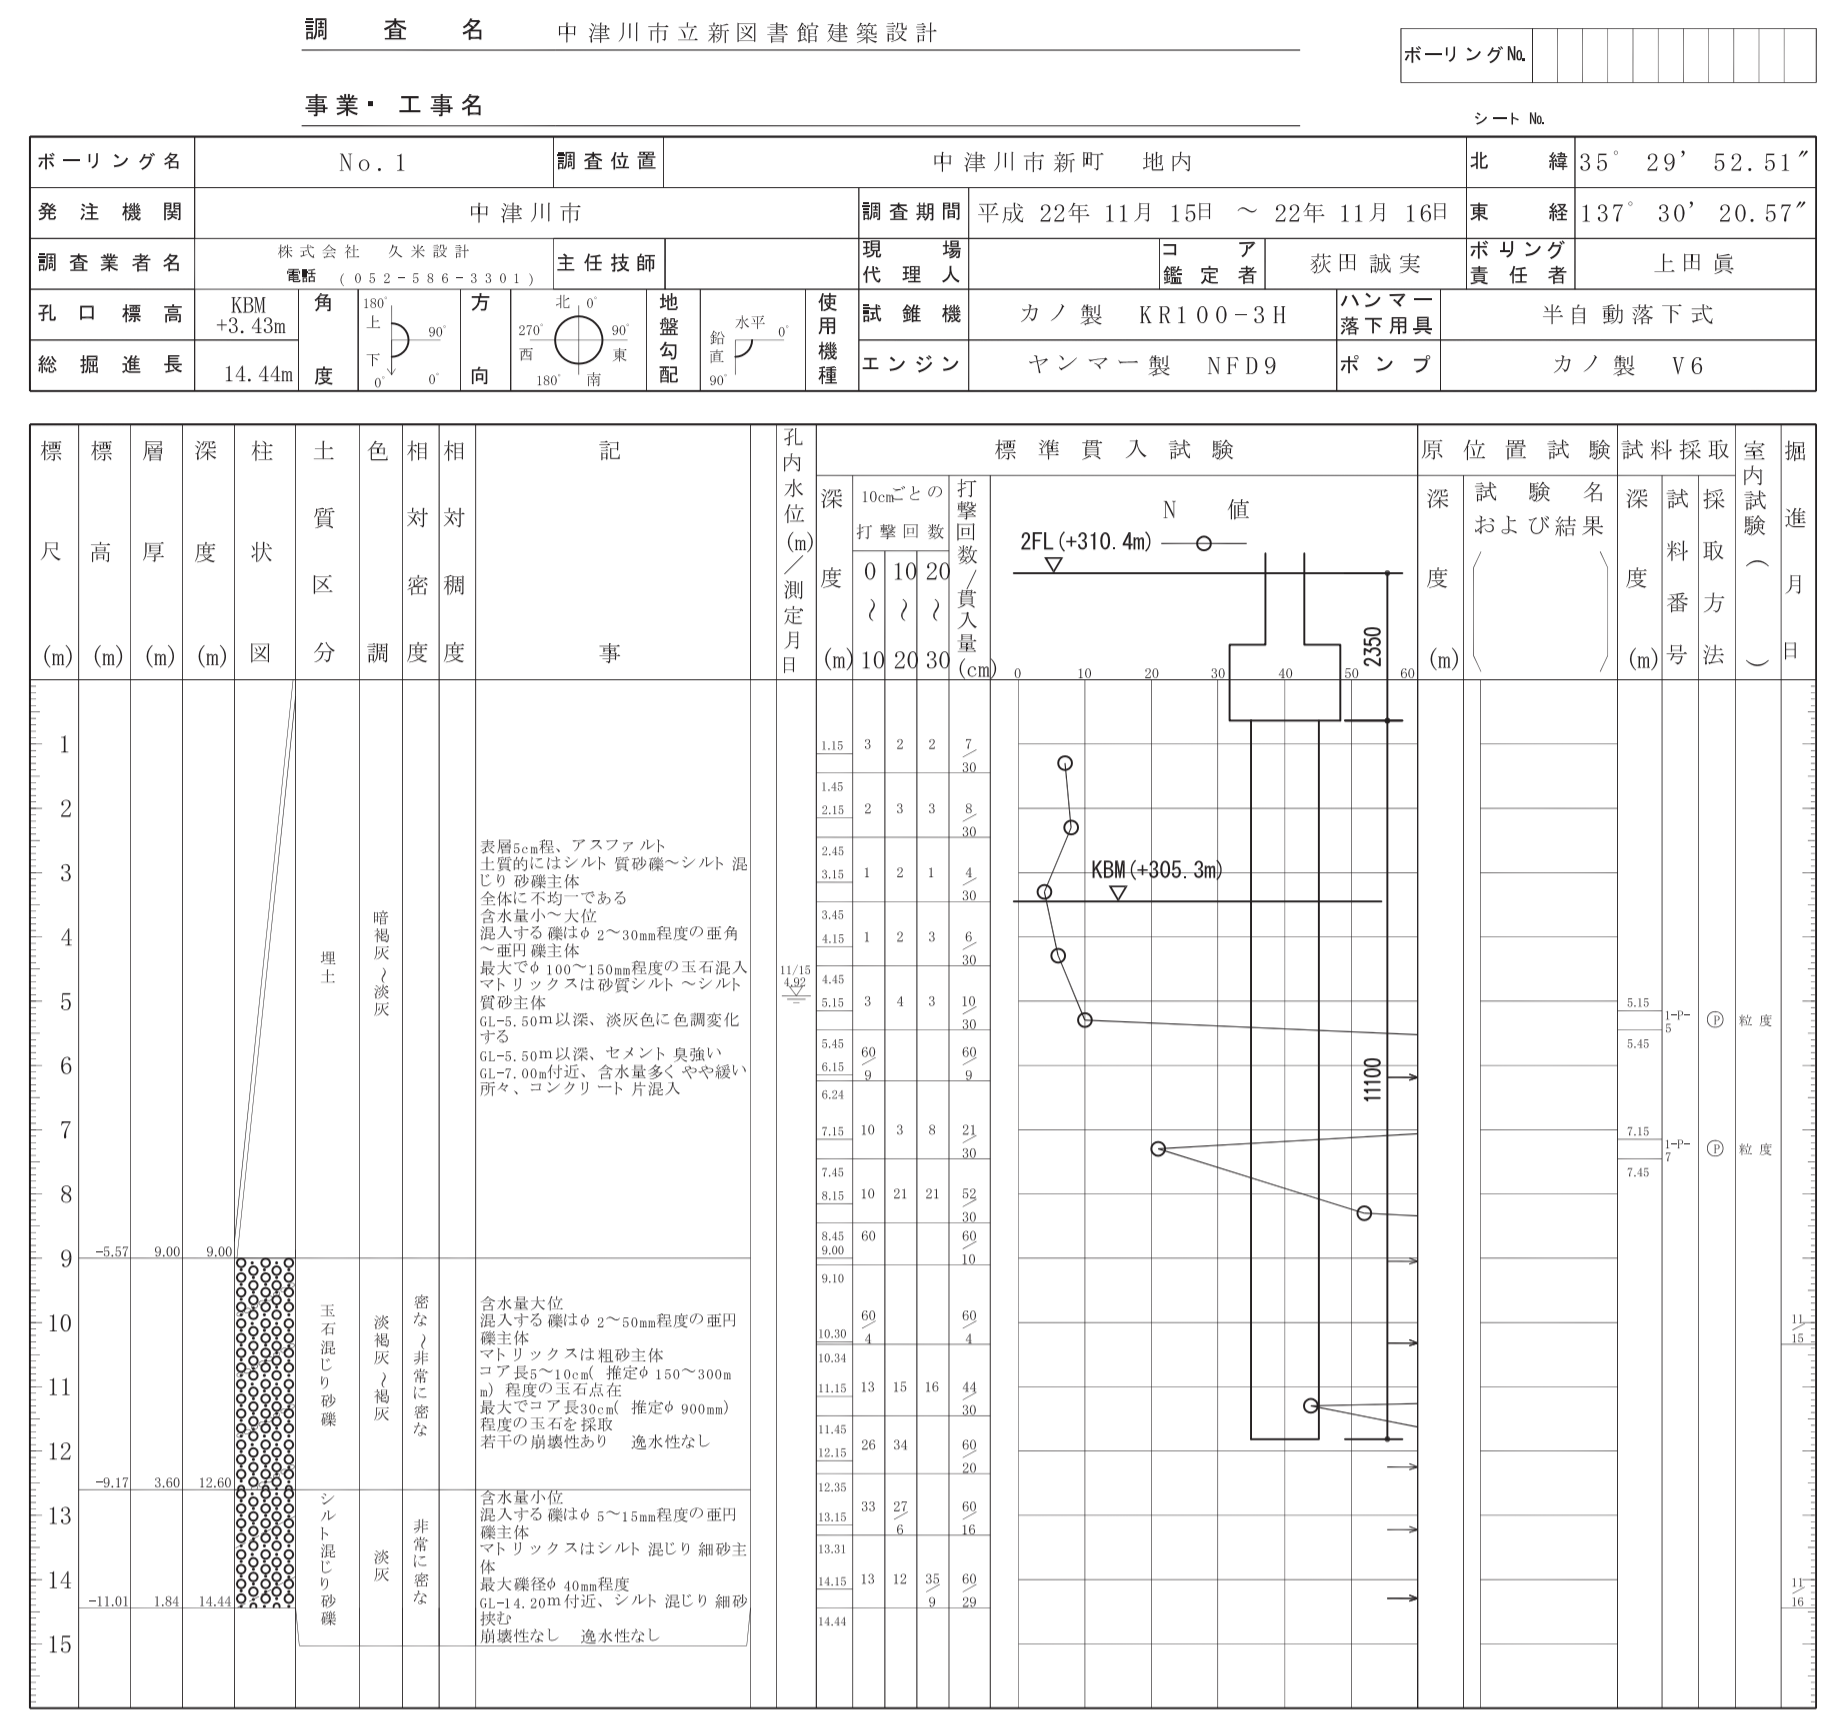 調査名 中津川市立新図書館建築設計
ボーリング№
事業・工事名
シート №
ボーリング名 No.1 調査位置 中津川市新町 地内 北緯 35° 29’ 52.51”
発注機関 中津川市 調査期間 平成 22年 11月 15日 ～ 22年 11月 16日 東経 137° 30’ 20.57”
調査業者名 株式会社 久米設計
電話 (052-586-3301)
主任技師
現場代理人
コア鑑定者 荻田誠実
ボーリング責任者 上田眞
孔口標高 KBM +3.43m
総掘進長 14.44m
角度 180° 上 90° 下 0° 0°
方向 北 0° 270° 90° 西 東 180° 南
地盤勾配 水平 0° 鉛直 90°
使用機種
試錐機 カノ製 KR100-3H
ハンマー落下用具 半自動落下式
エンジン ヤンマー製 NFD9
ポンプ カノ製 V6
標尺(m)
標高(m)
層厚(m)
深度(m)
柱状図
土質区分
色調
相対密度
相対稠度
記事
孔内水位(m)／測定月日
標準貫入試験
深度(m)
10cmごとの
打撃回数
0～10
10～20
20～30
打撃回数／貫入量(cm)
N 値
2FL(+310.4m)
0 10 20 30 40 50 60
2350
原位置試験
深度(m)
試験名
および結果
試料採取
深度(m)
試料番号
採取方法
室内試験( )
掘進月日
1 1.15 3 2 2 7/30
1.45
2 2.15 2 3 3 8/30
2.45
3 3.15 1 2 1 4/30
3.45
4 4.15 1 2 3 6/30
4.45
5 5.15 3 4 3 10/30
5.45
6 6.15 60/9 60/9
6.24
7 7.15 10 3 8 21/30
7.45
8 8.15 10 21 21 52/30
8.45
9 9.00 60 60/10
9.10
10 10.30 60/4 60/4
10.34
11 11.15 13 15 16 44/30
11.45
12 12.15 26 34 60/20
12.35
13 13.15 33 27/6 60/16
13.31
14 14.15 13 12 35/9 60/29
14.44
15
KBM(+305.3m)
11100
-5.57 9.00 9.00
埋土
暗褐灰～淡灰
表層5cm程、アスファルト
土質的にはシルト質砂礫～シルト混
じり砂礫主体
全体に不均一である
含水量小～大位
混入する礫はφ2～30mm程度の亜角
～亜円礫主体
最大でφ100～150mm程度の玉石混入
マトリックスは砂質シルト～シルト
質砂主体
GL-5.50m以深、淡灰色に色調変化
する
GL-5.50m以深、セメント臭強い
GL-7.00m付近、含水量多くやや緩い
所々、コンクリート片混入
11/15
4.92
5.15
5.45
1-P-5 Ⓟ 粒度
7.15
7.45
1-P-7 Ⓟ 粒度
-9.17 3.60 12.60
玉石混じり砂礫
淡褐灰～褐灰
密な～非常に密な
含水量大位
混入する礫はφ2～50mm程度の亜円
礫主体
マトリックスは粗砂主体
コア長5～10cm(推定φ150～300m
m)程度の玉石点在
最大でコア長30cm(推定φ900mm)
程度の玉石を採取
若干の崩壊性あり 逸水性なし
11/15
-11.01 1.84 14.44
シルト混じり砂礫
淡灰
非常に密な
含水量小位
混入する礫はφ5～15mm程度の亜円
礫主体
マトリックスはシルト混じり細砂主
体
最大礫径φ40mm程度
GL-14.20m付近、シルト混じり細砂
挟む
崩壊性なし 逸水性なし
11/16